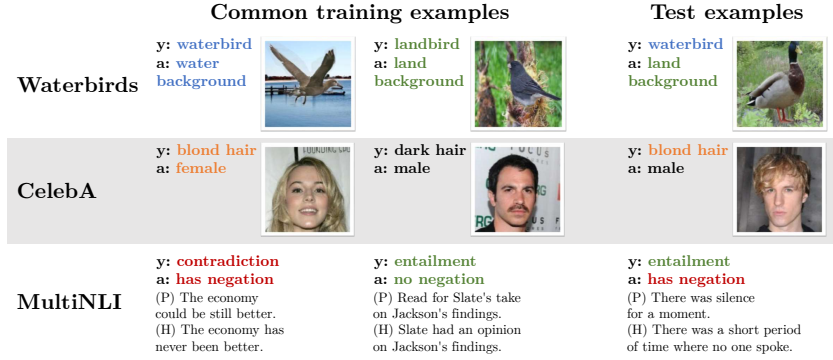 Common training examples
Test examples
Waterbirds
y: waterbird
a: water
background
y: landbird
a: land
background
y: waterbird
a: land
background
CelebA
y: blond hair
a: female
y: dark hair
a: male
FOCUS
y: blond hair
a: male
MultiNLI
y: contradiction
a: has negation
(P) The economy
could be still better.
(H) The economy has
never been better.
y: entailment
a: no negation
(P) Read for Slate's take
on Jackson's findings.
(H) Slate had an opinion
on Jackson's findings.
y: entailment
a: has negation
(P) There was silence
for a moment.
(H) There was a short period
of time where no one spoke.